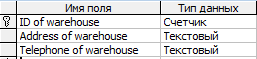 Имя поля Тип данных
ID of warehouse Счетчик
Address of warehouse Текстовый
Telephone of warehouse Текстовый